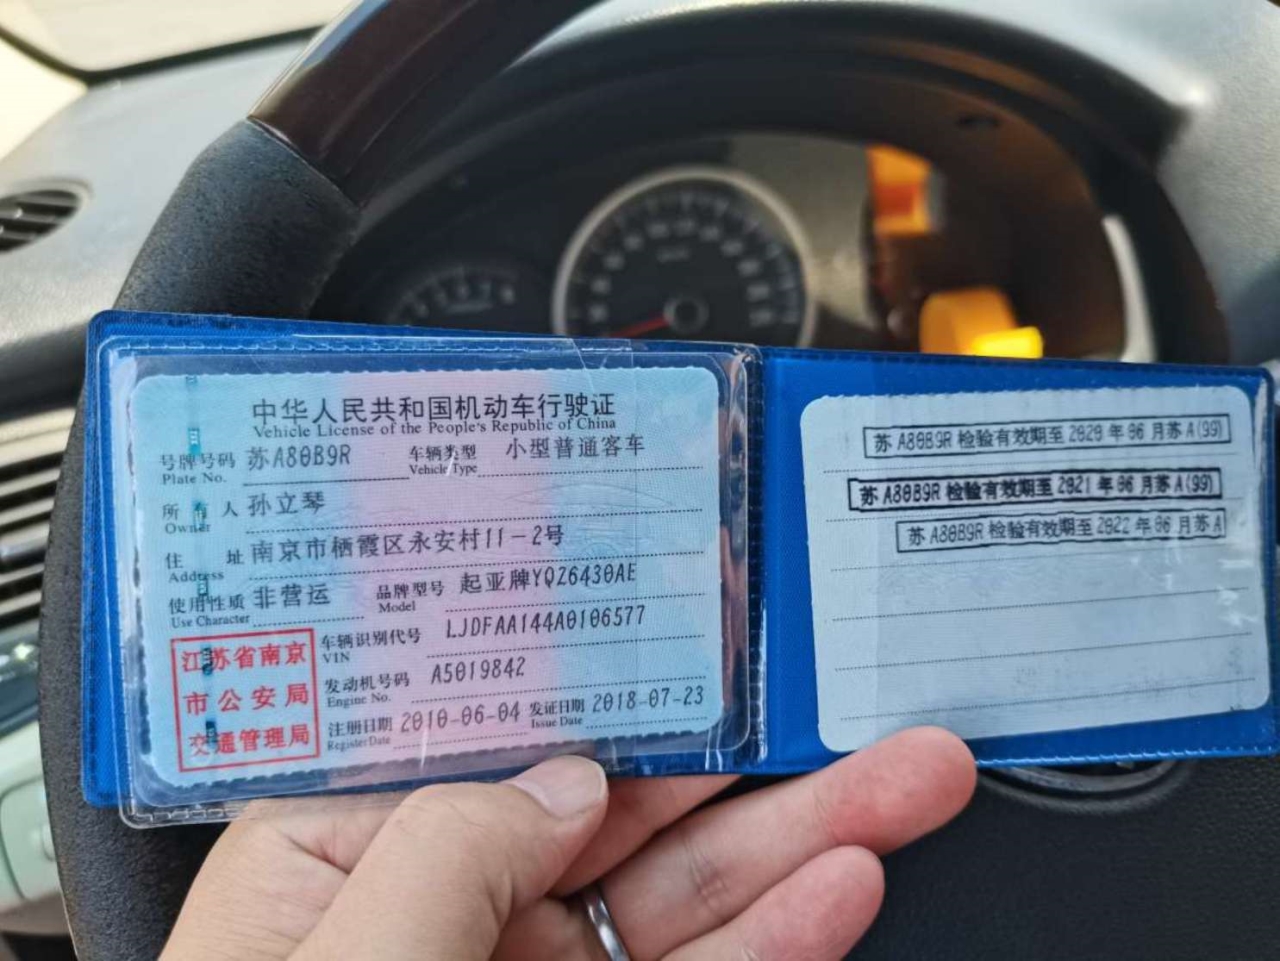 中华人民共和国机动车行驶证
Vehicle License of the People's Republic of China
号牌号码 苏A80B9R 车辆类型 小型普通客车
Plate No. Vehicle Type
所有人 孙立琴
Owner
住址 南京市栖霞区永安村11-2号
Address
使用性质 非营运 品牌型号 起亚牌YQZ6430AE
Use Character Model
车辆识别代号 LJDFAA144A0106577
VIN
发动机号码 A5019842
Engine No.
注册日期 2010-06-04 发证日期 2018-07-23
Register Date Issue Date
江苏省南京
市公安局
交通管理局
苏A80B9R 检验有效期至 2020 年 06 月苏A(99)
苏A80B9R 检验有效期至 2021 年 06 月苏A(99)
苏A80B9R 检验有效期至 2022 年 06 月苏A